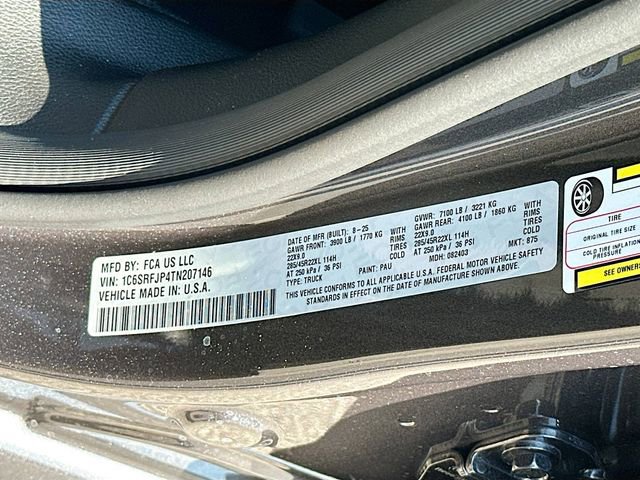 MFD BY: FCA US LLC
VIN: 1C6SRFJP4TN207146
VEHICLE MADE IN: U.S.A.
DATE OF MFR (BUILT): 8-25
GAWR FRONT: 3900 LB / 1770 KG WITH
22X9.0 RIMS
285/45R22XL 114H TIRES
AT 250 kPa / 36 PSI COLD
TYPE: TRUCK PAINT: PAU
GVWR: 7100 LB / 3221 KG
GAWR REAR: 4100 LB / 1860 KG WITH
22X9.0 RIMS
285/45R22XL 114H TIRES
AT 250 kPa / 36 PSI COLD
MDH: 082403 MKT: 875
THIS VEHICLE CONFORMS TO ALL APPLICABLE U.S.A. FEDERAL MOTOR VEHICLE SAFETY
STANDARDS IN EFFECT ON THE DATE OF MANUFACTURE SHOWN ABOVE.
TIRE
ORIGINAL TIRE SIZE
COLD TIRE INFLATION
PRESSURE
SEE OWNERS